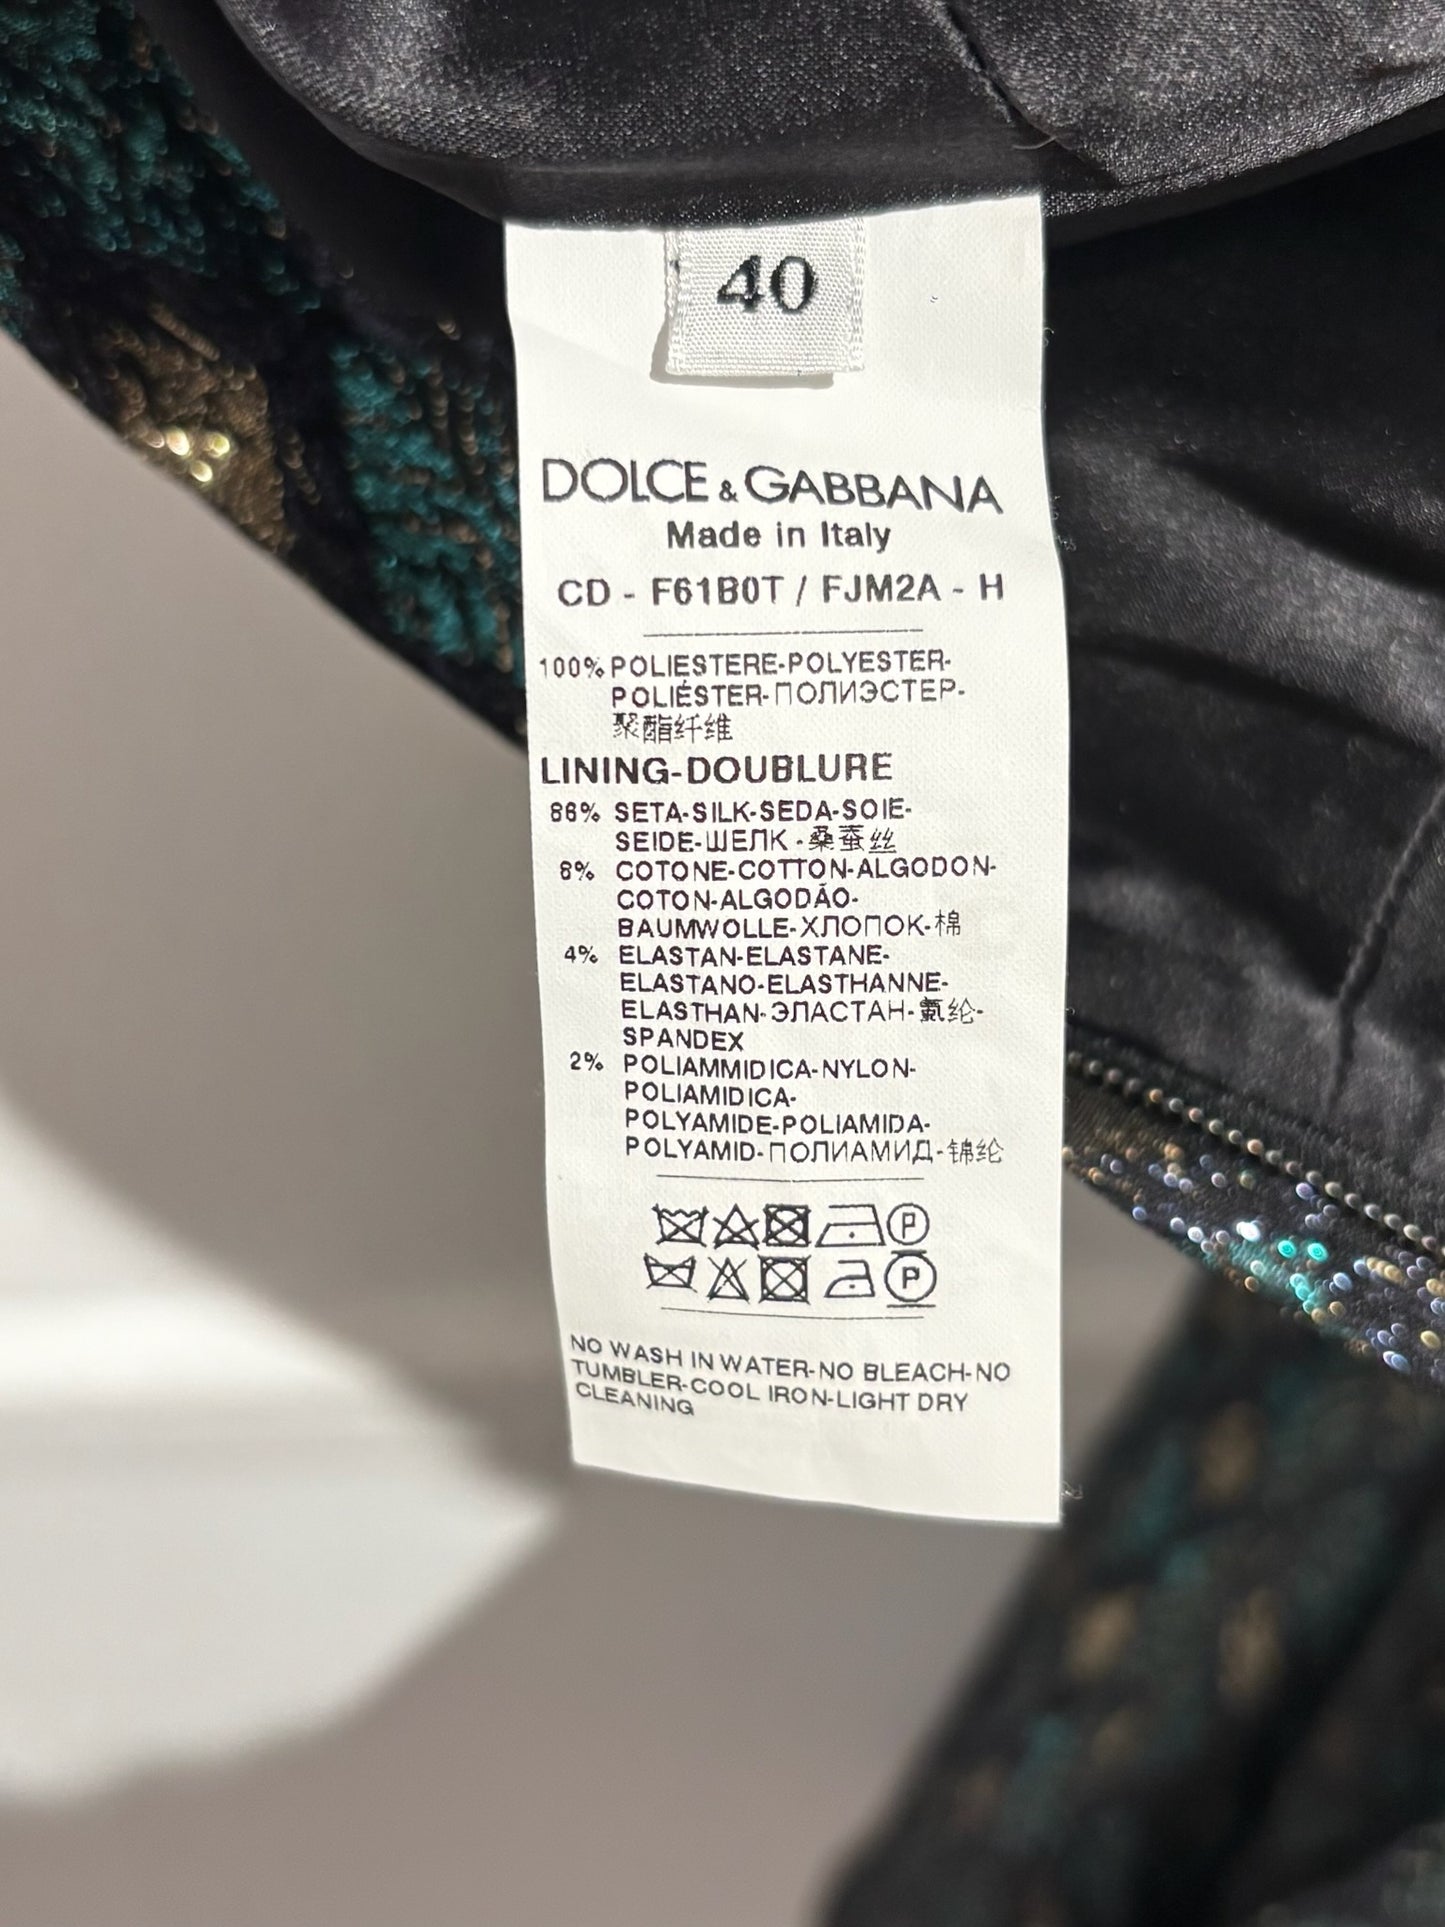 40
DOLCE & GABBANA
Made in Italy
CD - F61B0T / FJM2A - H
100% POLIESTERE-POLYESTER-
POLIÉSTER-ПОЛИЭСТЕР-
聚酯纤维
LINING-DOUBLURE
86% SETA-SILK-SEDA-SOIE-
SEIDE-ШЕЛК-桑蚕丝
8% COTONE-COTTON-ALGODON-
COTON-ALGODÃO-
BAUMWOLLE-ХЛОПОК-棉
4% ELASTAN-ELASTANE-
ELASTANO-ELASTHANNE-
ELASTHAN-ЭЛАСТАН-氨纶-
SPANDEX
2% POLIAMMIDICA-NYLON-
POLIAMIDICA-
POLYAMIDE-POLIAMIDA-
POLYAMID-ПОЛИАМИД-锦纶
P
P
NO WASH IN WATER-NO BLEACH-NO
TUMBLER-COOL IRON-LIGHT DRY
CLEANING